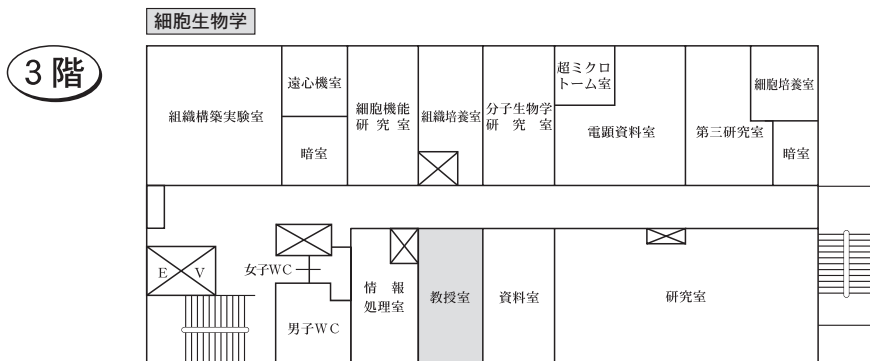 細胞生物学
3階
組織構築実験室
遠心機室
暗室
細胞機能
研究室
組織培養室
分子生物学
研究室
超ミクロ
トーム室
電顕資料室
第三研究室
細胞培養室
暗室
EV
女子WC
男子WC
情報
処理室
教授室
資料室
研究室